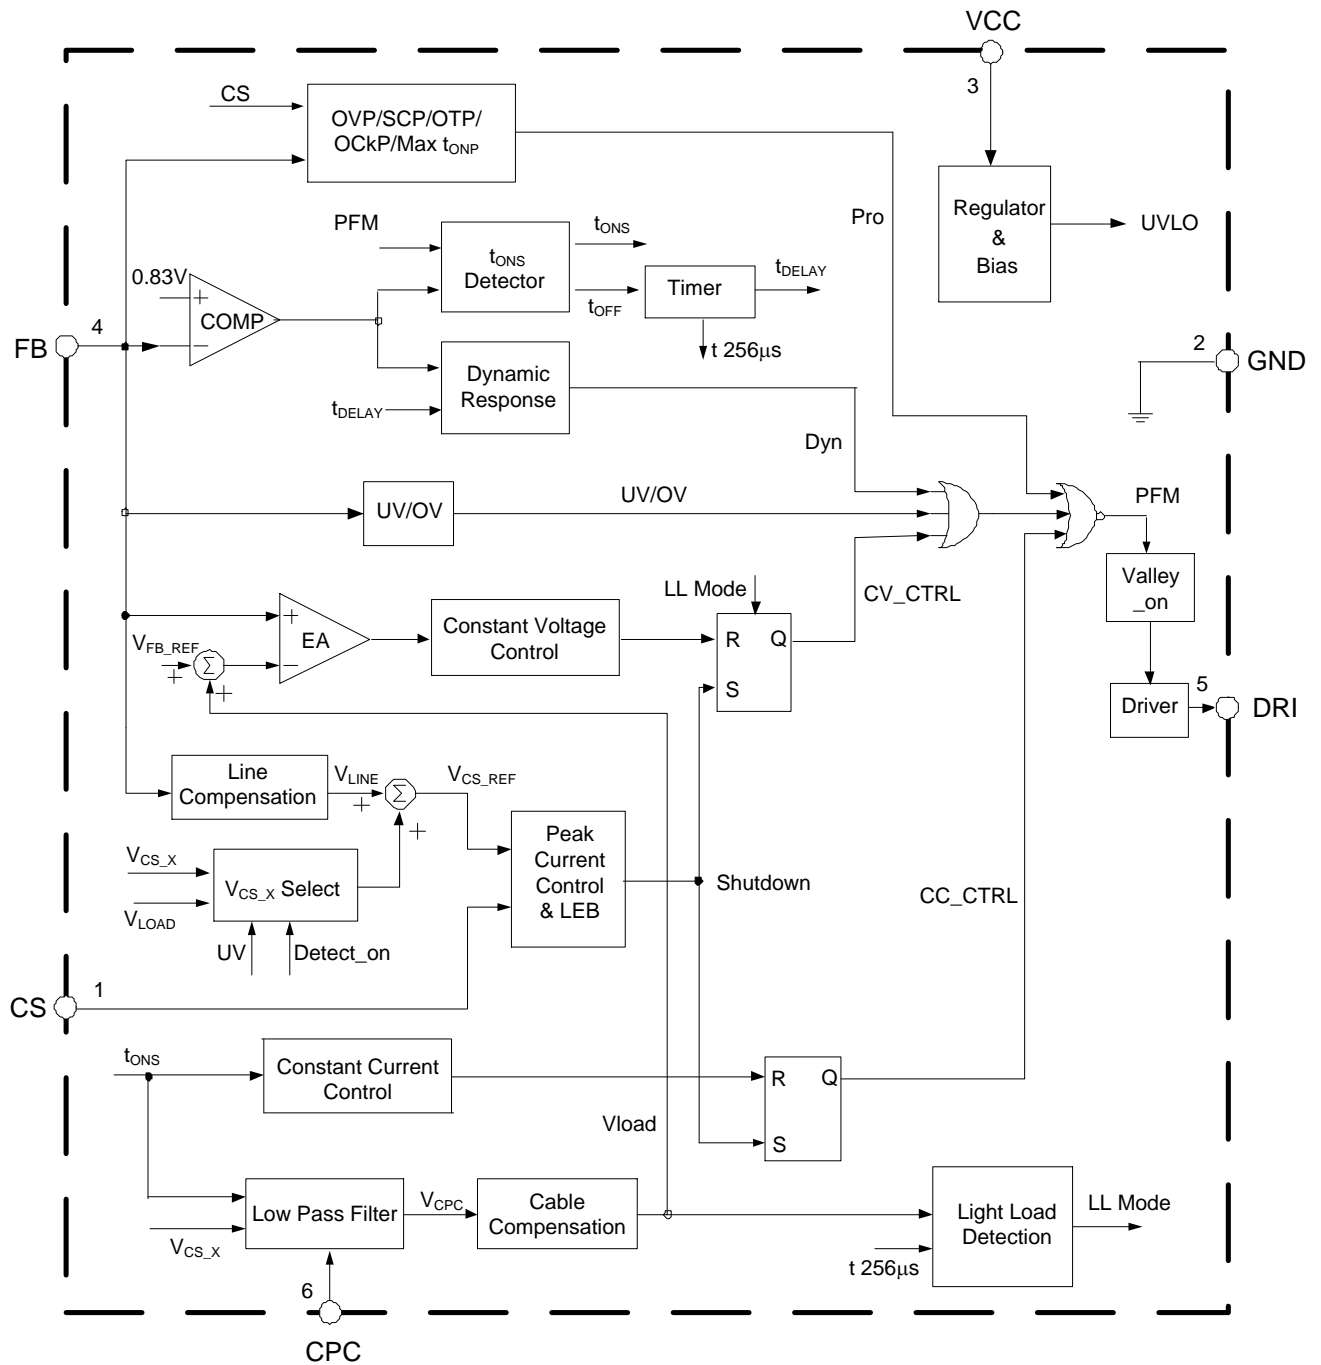 VCC
3
CS
OVP/SCP/OTP/
OCkP/Max tONP
Pro
Regulator
&
Bias
UVLO
PFM
tONS
Detector
tONS
tOFF
Timer
tDELAY
t 256μs
0.83V
+
COMP
−
FB
4
2
GND
Dynamic
Response
tDELAY
Dyn
UV/OV
UV/OV
PFM
Valley
_on
LL Mode
CV_CTRL
+
EA
−
VFB_REF
+
Σ
+
Constant Voltage
Control
R
Q
S
Driver
5
DRI
Line
Compensation
VLINE
+
Σ
+
VCS_REF
VCS_X
VLOAD
VCS_X Select
UV
Detect_on
Peak
Current
Control
& LEB
Shutdown
CC_CTRL
CS
1
tONS
Constant Current
Control
R
Q
S
Vload
Low Pass Filter
VCS_X
VCPC
Cable
Compensation
Light Load
Detection
LL Mode
t 256μs
6
CPC